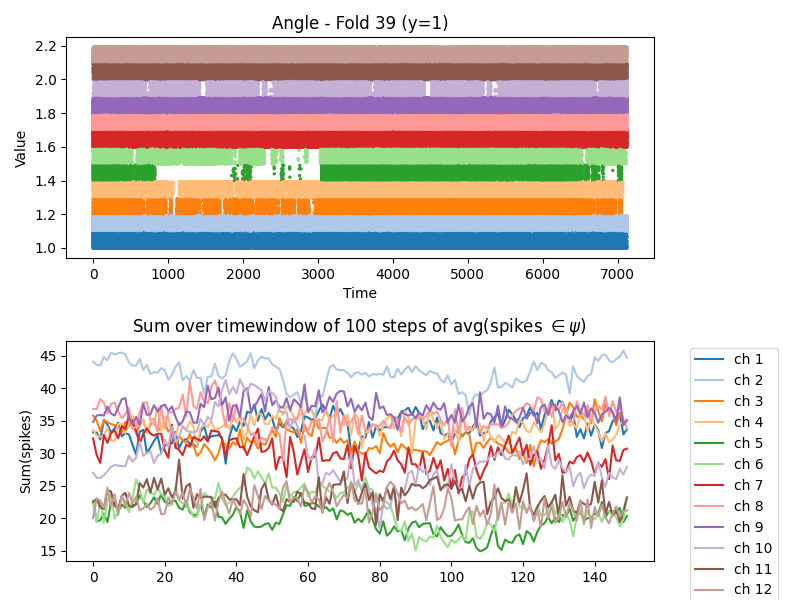 Angle - Fold 39 (y=1)
2.2
2.0
1.8
1.6
1.4
1.2
1.0
Value
0 1000 2000 3000 4000 5000 6000 7000
Time
Sum over timewindow of 100 steps of avg(spikes ∈ ψ)
45
40
35
30
25
20
15
Sum(spikes)
0 20 40 60 80 100 120 140
ch 1
ch 2
ch 3
ch 4
ch 5
ch 6
ch 7
ch 8
ch 9
ch 10
ch 11
ch 12